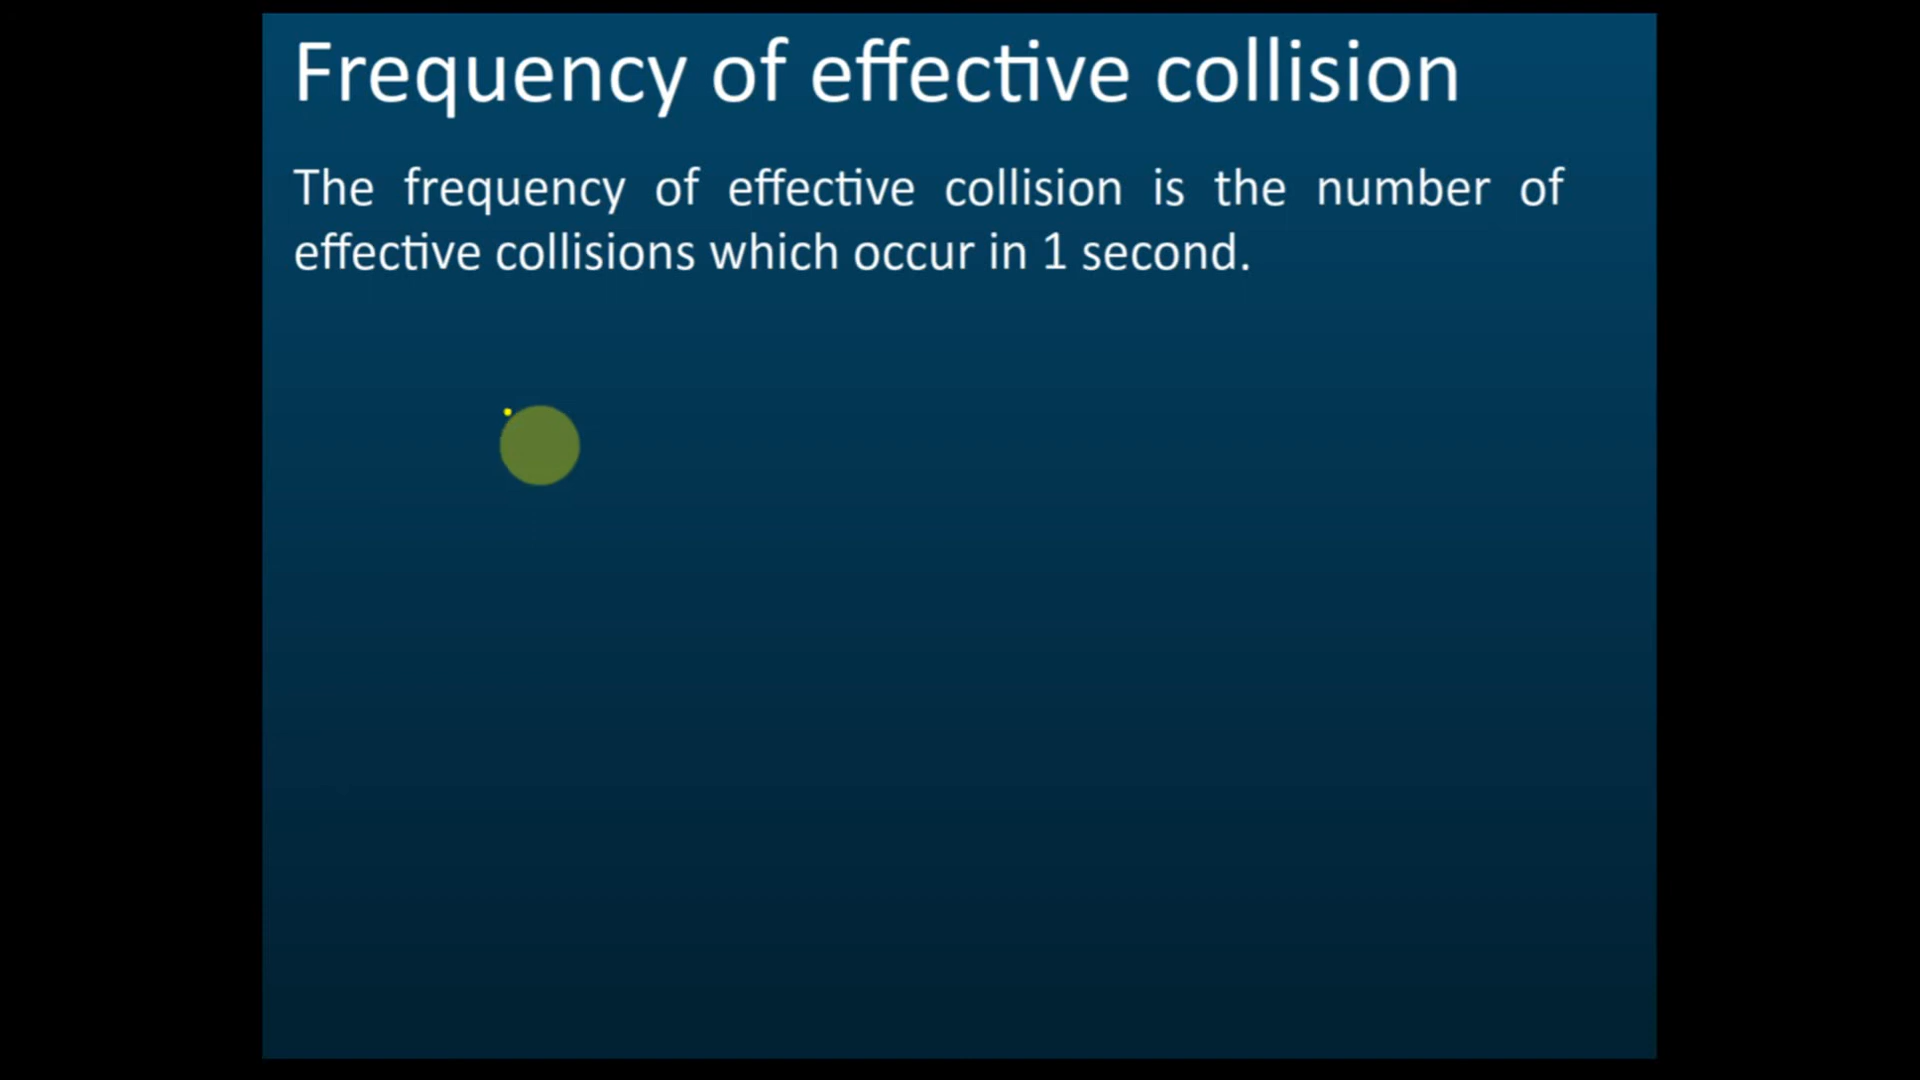 Frequency of effective collision
The frequency of effective collision is the number of
effective collisions which occur in 1 second.